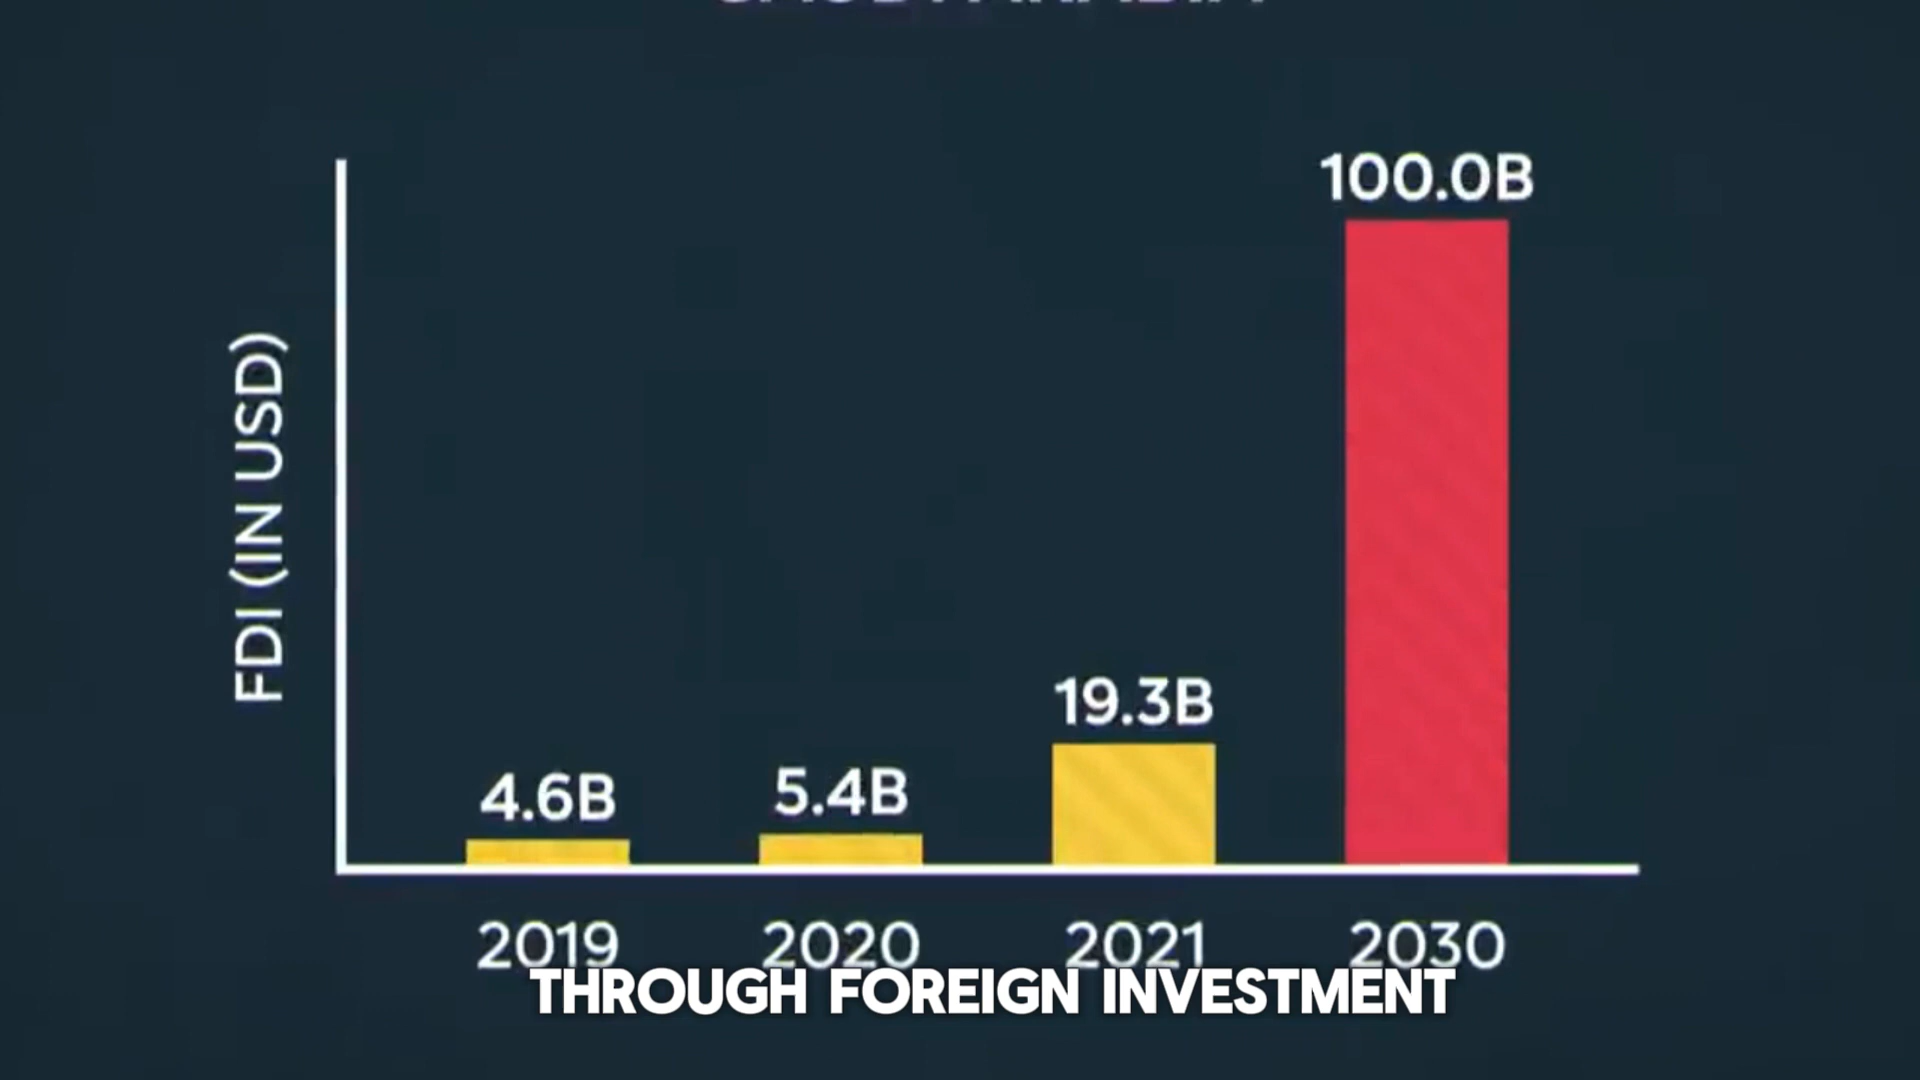 100.0B
19.3B
4.6B
5.4B
FDI (IN USD)
2019 2020 2021 2030
THROUGH FOREIGN INVESTMENT